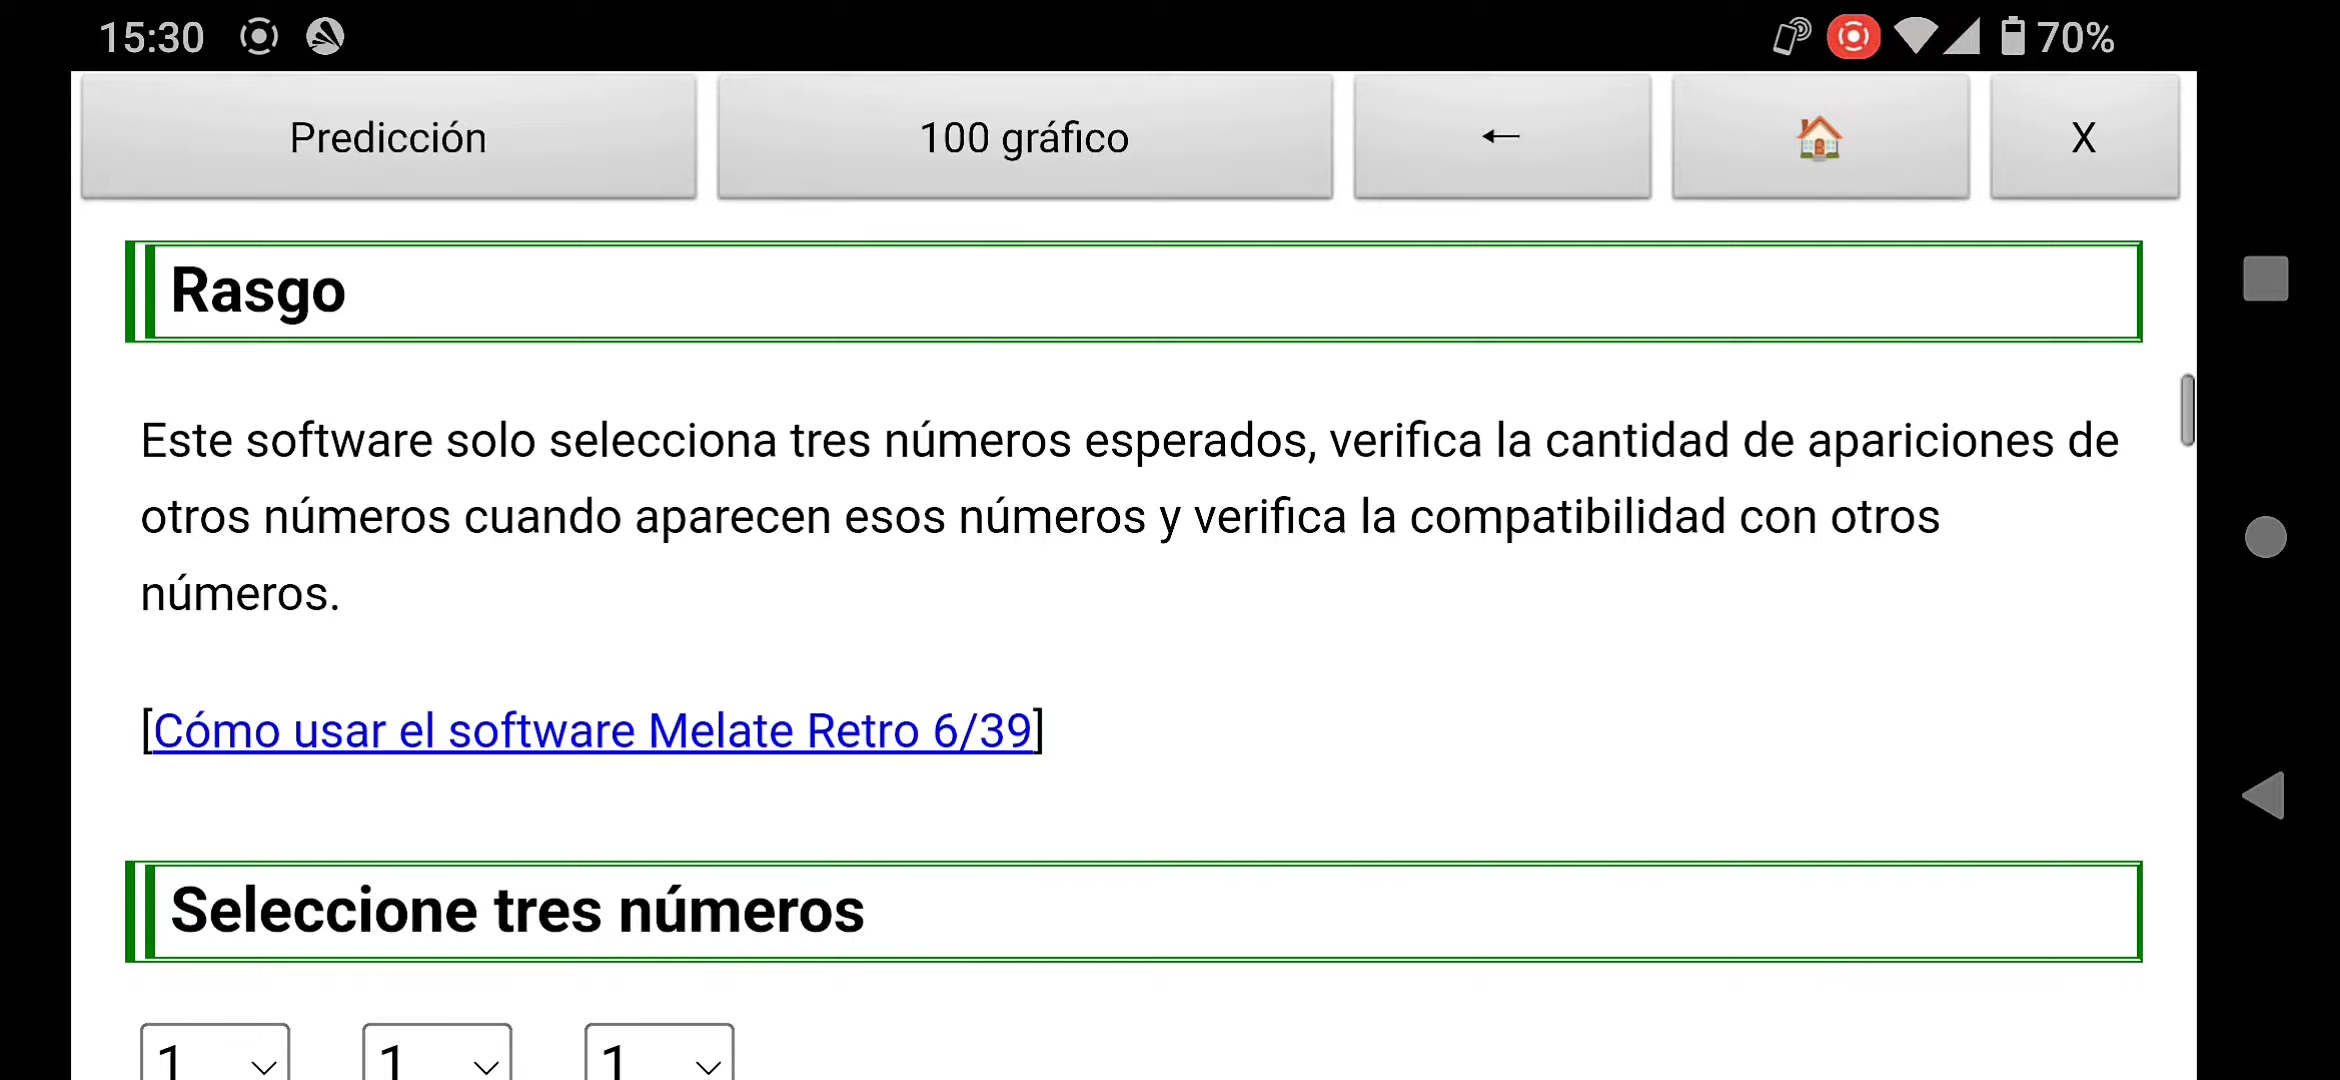 15:30
70%
Predicción
100 gráfico
←
X
Rasgo
Este software solo selecciona tres números esperados, verifica la cantidad de apariciones de
otros números cuando aparecen esos números y verifica la compatibilidad con otros
números.
[Cómo usar el software Melate Retro 6/39]
Seleccione tres números
1 1 1